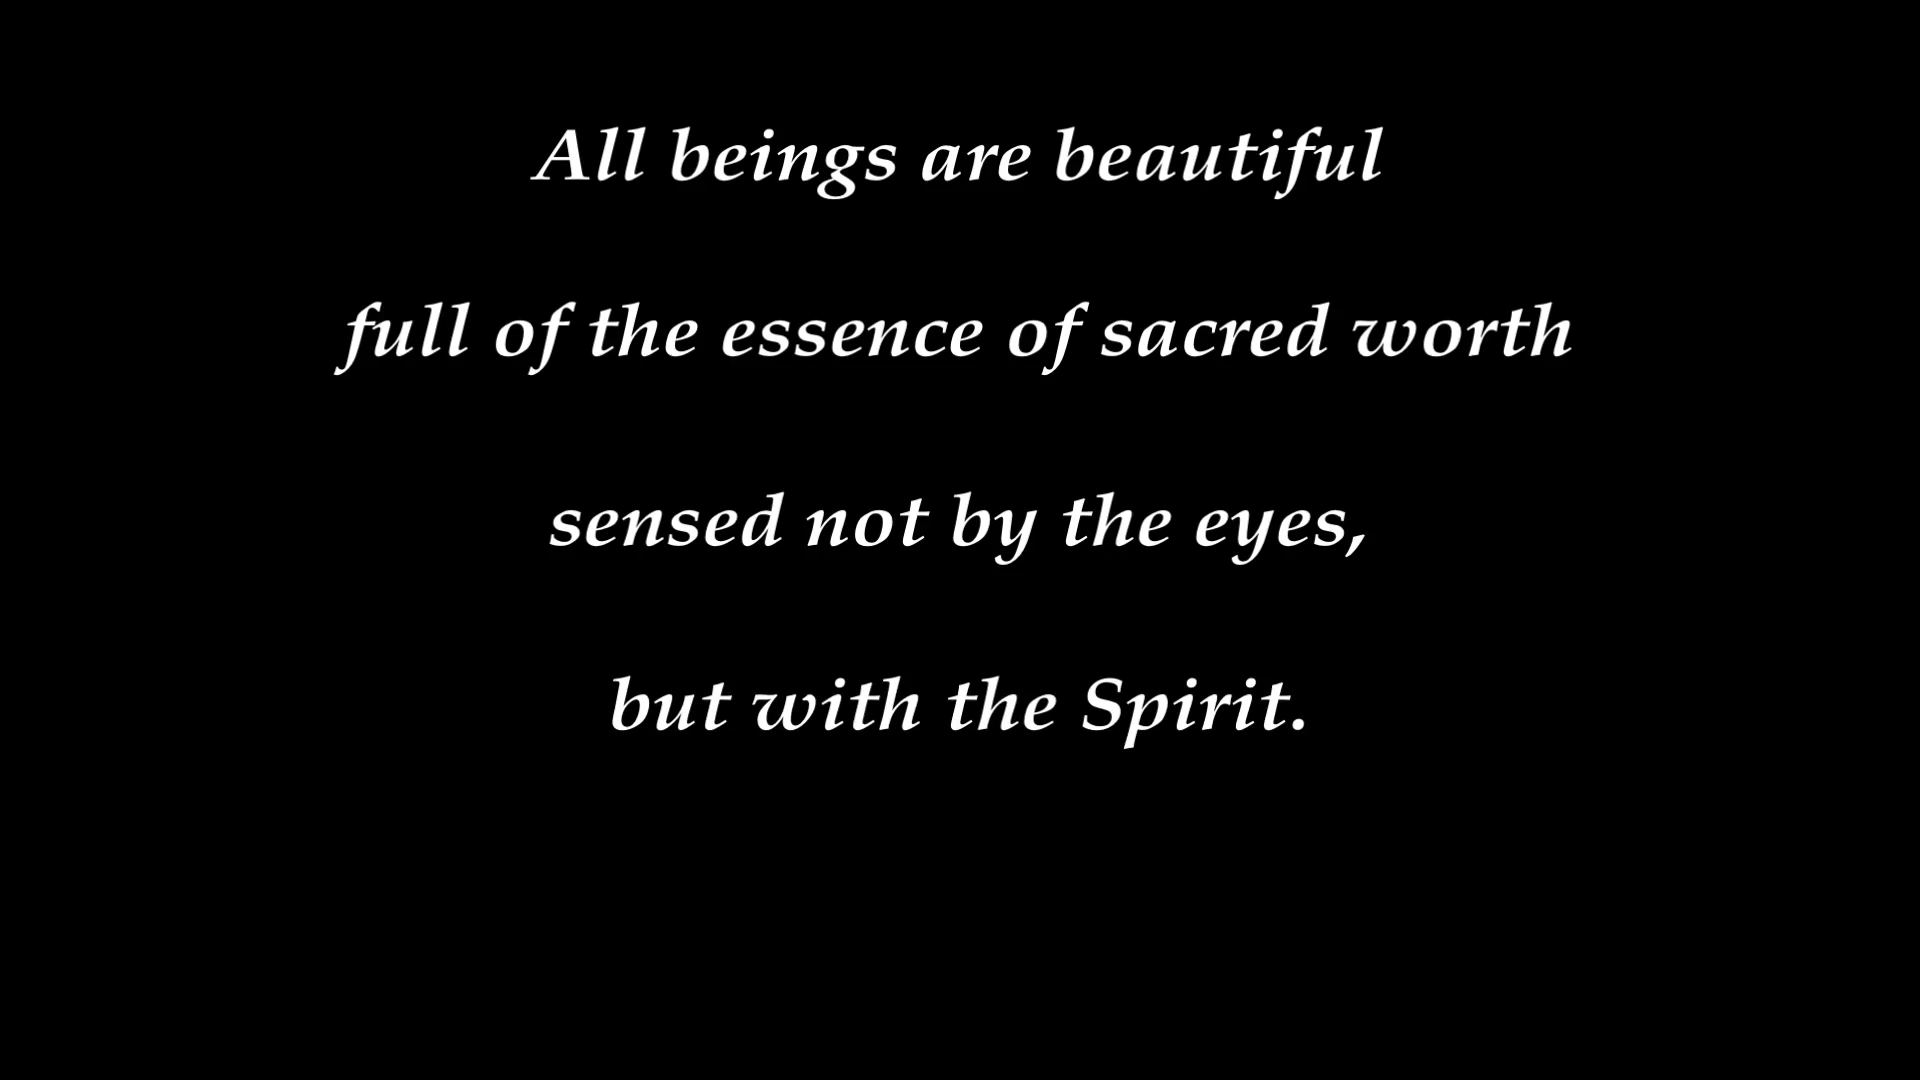 All beings are beautiful
full of the essence of sacred worth
sensed not by the eyes,
but with the Spirit.